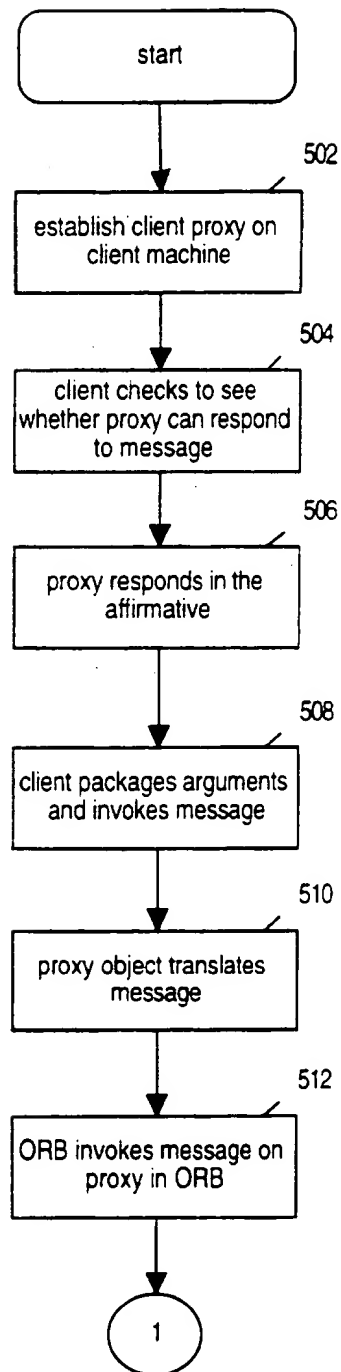 start
502
establish client proxy on
client machine
504
client checks to see
whether proxy can respond
to message
506
proxy responds in the
affirmative
508
client packages arguments
and invokes message
510
proxy object translates
message
512
ORB invokes message on
proxy in ORB
1